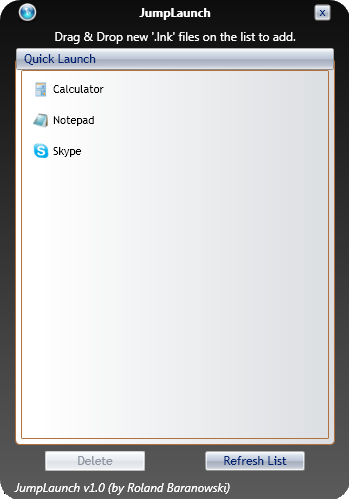 JumpLaunch
x
Drag & Drop new '.lnk' files on the list to add.
Quick Launch
Calculator
Notepad
Skype
Delete
Refresh List
JumpLaunch v1.0 (by Roland Baranowski)